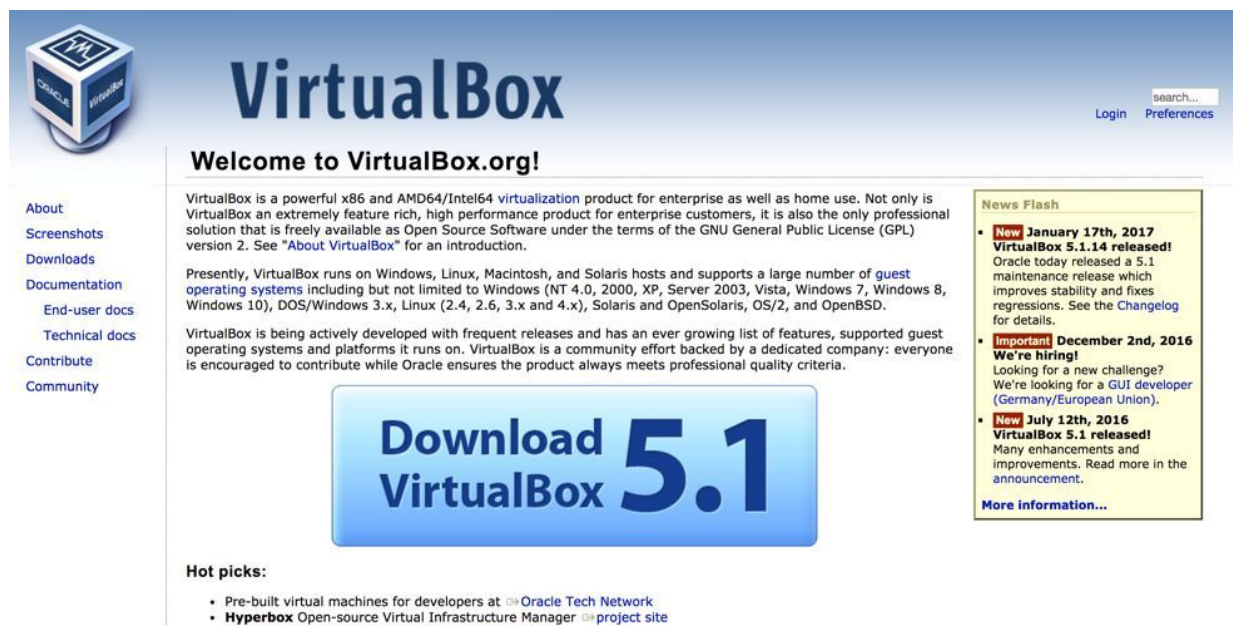 ORACLE
VirtualBox
VirtualBox
search...
Login Preferences
Welcome to VirtualBox.org!
About
Screenshots
Downloads
Documentation
End-user docs
Technical docs
Contribute
Community
VirtualBox is a powerful x86 and AMD64/Intel64 virtualization product for enterprise as well as home use. Not only is
VirtualBox an extremely feature rich, high performance product for enterprise customers, it is also the only professional
solution that is freely available as Open Source Software under the terms of the GNU General Public License (GPL)
version 2. See "About VirtualBox" for an introduction.
Presently, VirtualBox runs on Windows, Linux, Macintosh, and Solaris hosts and supports a large number of guest
operating systems including but not limited to Windows (NT 4.0, 2000, XP, Server 2003, Vista, Windows 7, Windows 8,
Windows 10), DOS/Windows 3.x, Linux (2.4, 2.6, 3.x and 4.x), Solaris and OpenSolaris, OS/2, and OpenBSD.
VirtualBox is being actively developed with frequent releases and has an ever growing list of features, supported guest
operating systems and platforms it runs on. VirtualBox is a community effort backed by a dedicated company: everyone
is encouraged to contribute while Oracle ensures the product always meets professional quality criteria.
Download
VirtualBox 5.1
Hot picks:
• Pre-built virtual machines for developers at Oracle Tech Network
• Hyperbox Open-source Virtual Infrastructure Manager project site
News Flash
New January 17th, 2017
VirtualBox 5.1.14 released!
Oracle today released a 5.1
maintenance release which
improves stability and fixes
regressions. See the Changelog
for details.
Important December 2nd, 2016
We're hiring!
Looking for a new challenge?
We're looking for a GUI developer
(Germany/European Union).
New July 12th, 2016
VirtualBox 5.1 released!
Many enhancements and
improvements. Read more in the
announcement.
More information...